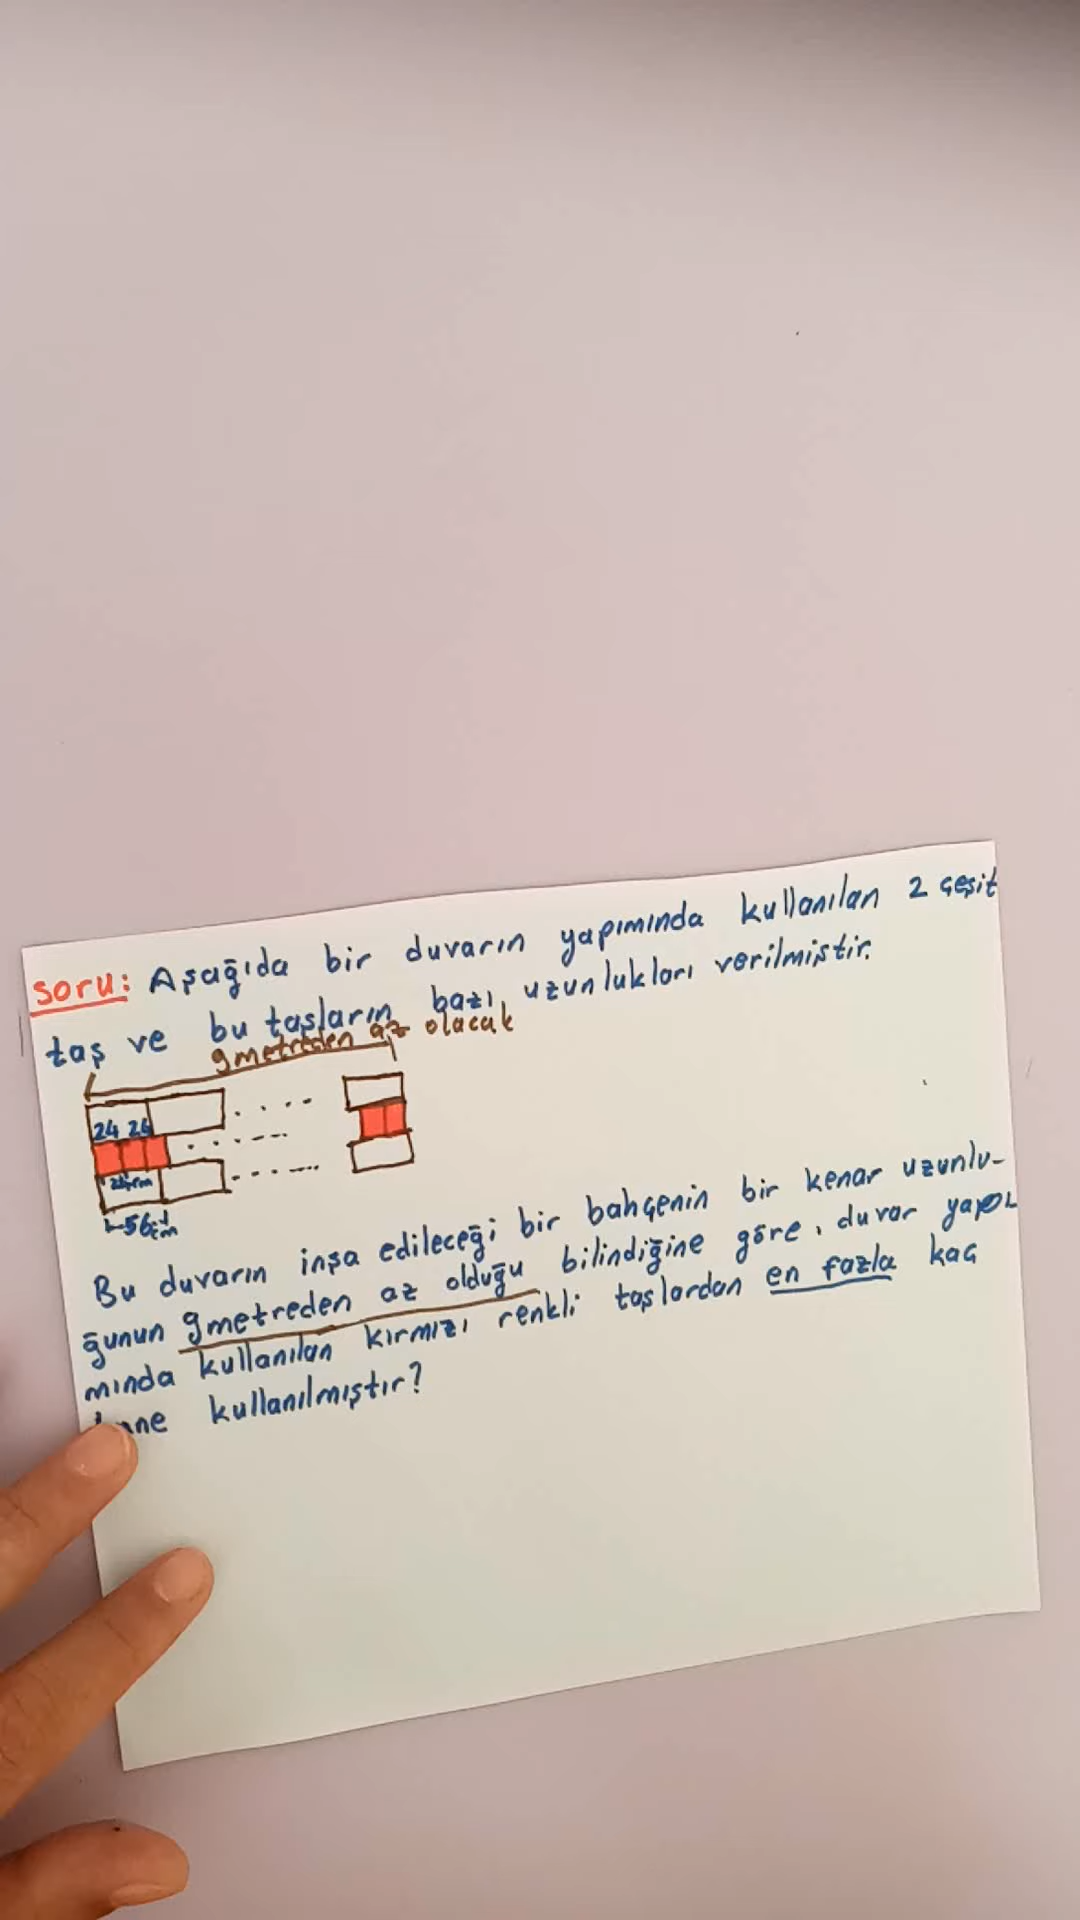 soru: Aşağıda bir duvarın yapımında kullanılan 2 çeşit
taş ve bu taşların bazı uzunlukları verilmiştir.
9metreden az olacak
24 24
56cm
Bu duvarın inşa edileceği bir bahçenin bir kenar uzunlu-
ğunun 9metreden az olduğu bilindiğine göre, duvar yapı
mında kullanılan kırmızı renkli taşlardan en fazla kaç
kullanılmıştır?